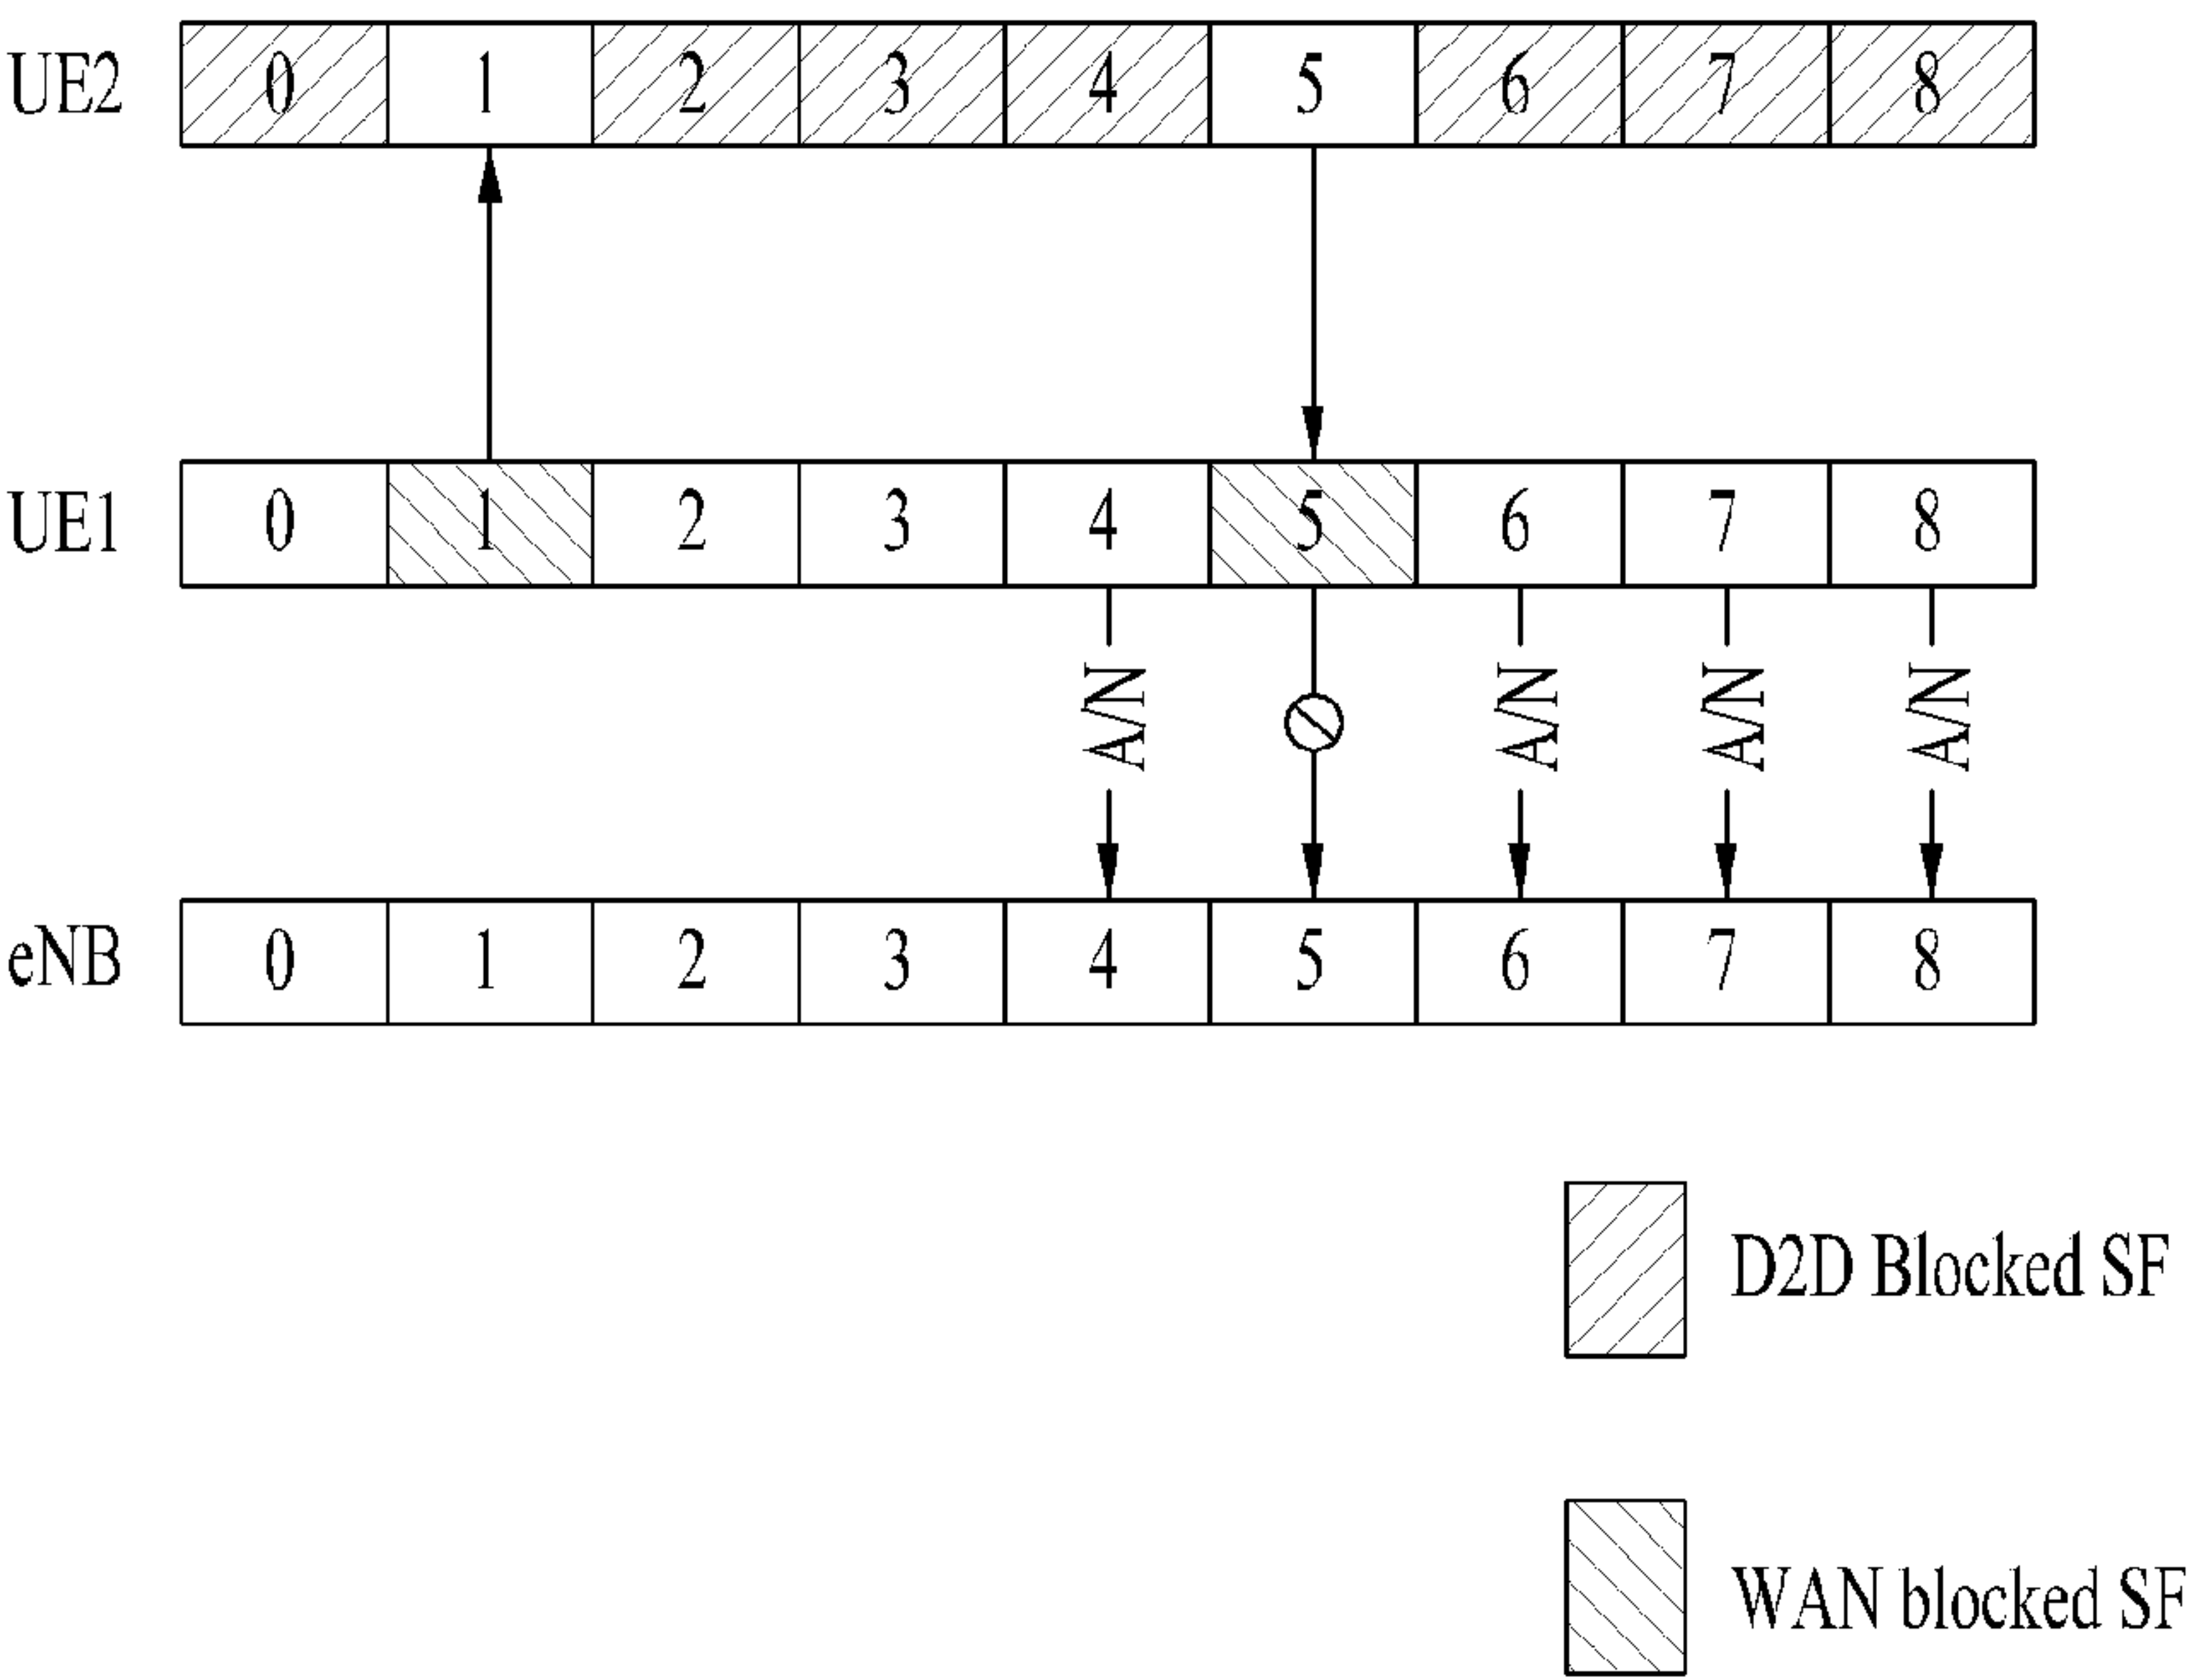 UE2 0 1 2 3 4 5 6 7 8
UE1 0 1 2 3 4 5 6 7 8
A/N A/N A/N A/N
eNB 0 1 2 3 4 5 6 7 8
D2D Blocked SF
WAN blocked SF